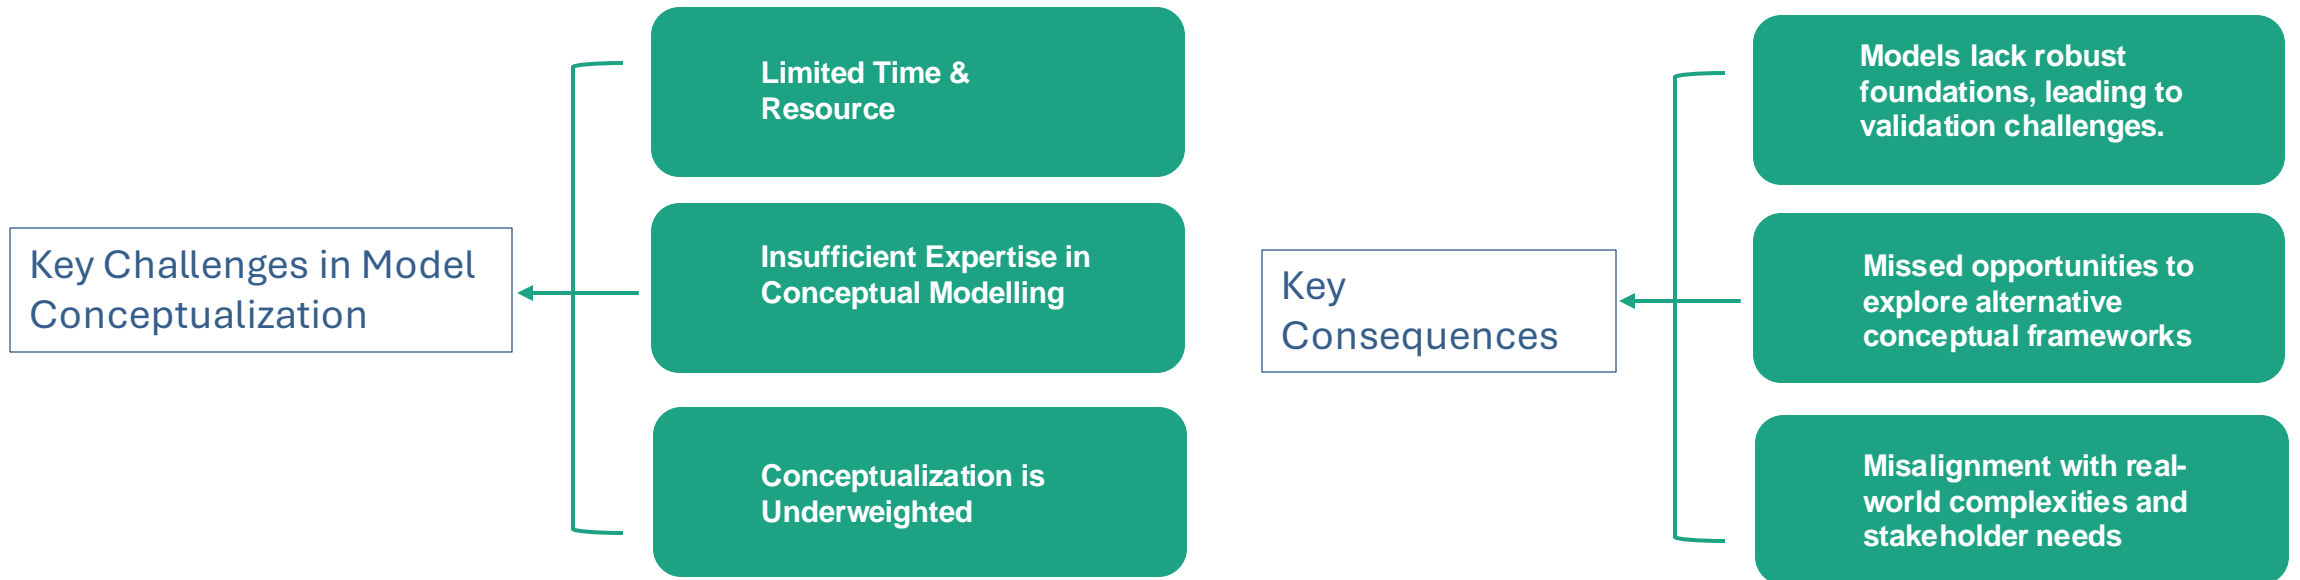 Key Challenges in Model
Conceptualization
Limited Time &
Resource
Insufficient Expertise in
Conceptual Modelling
Conceptualization is
Underweighted
Key
Consequences
Models lack robust
foundations, leading to
validation challenges.
Missed opportunities to
explore alternative
conceptual frameworks
Misalignment with real-
world complexities and
stakeholder needs